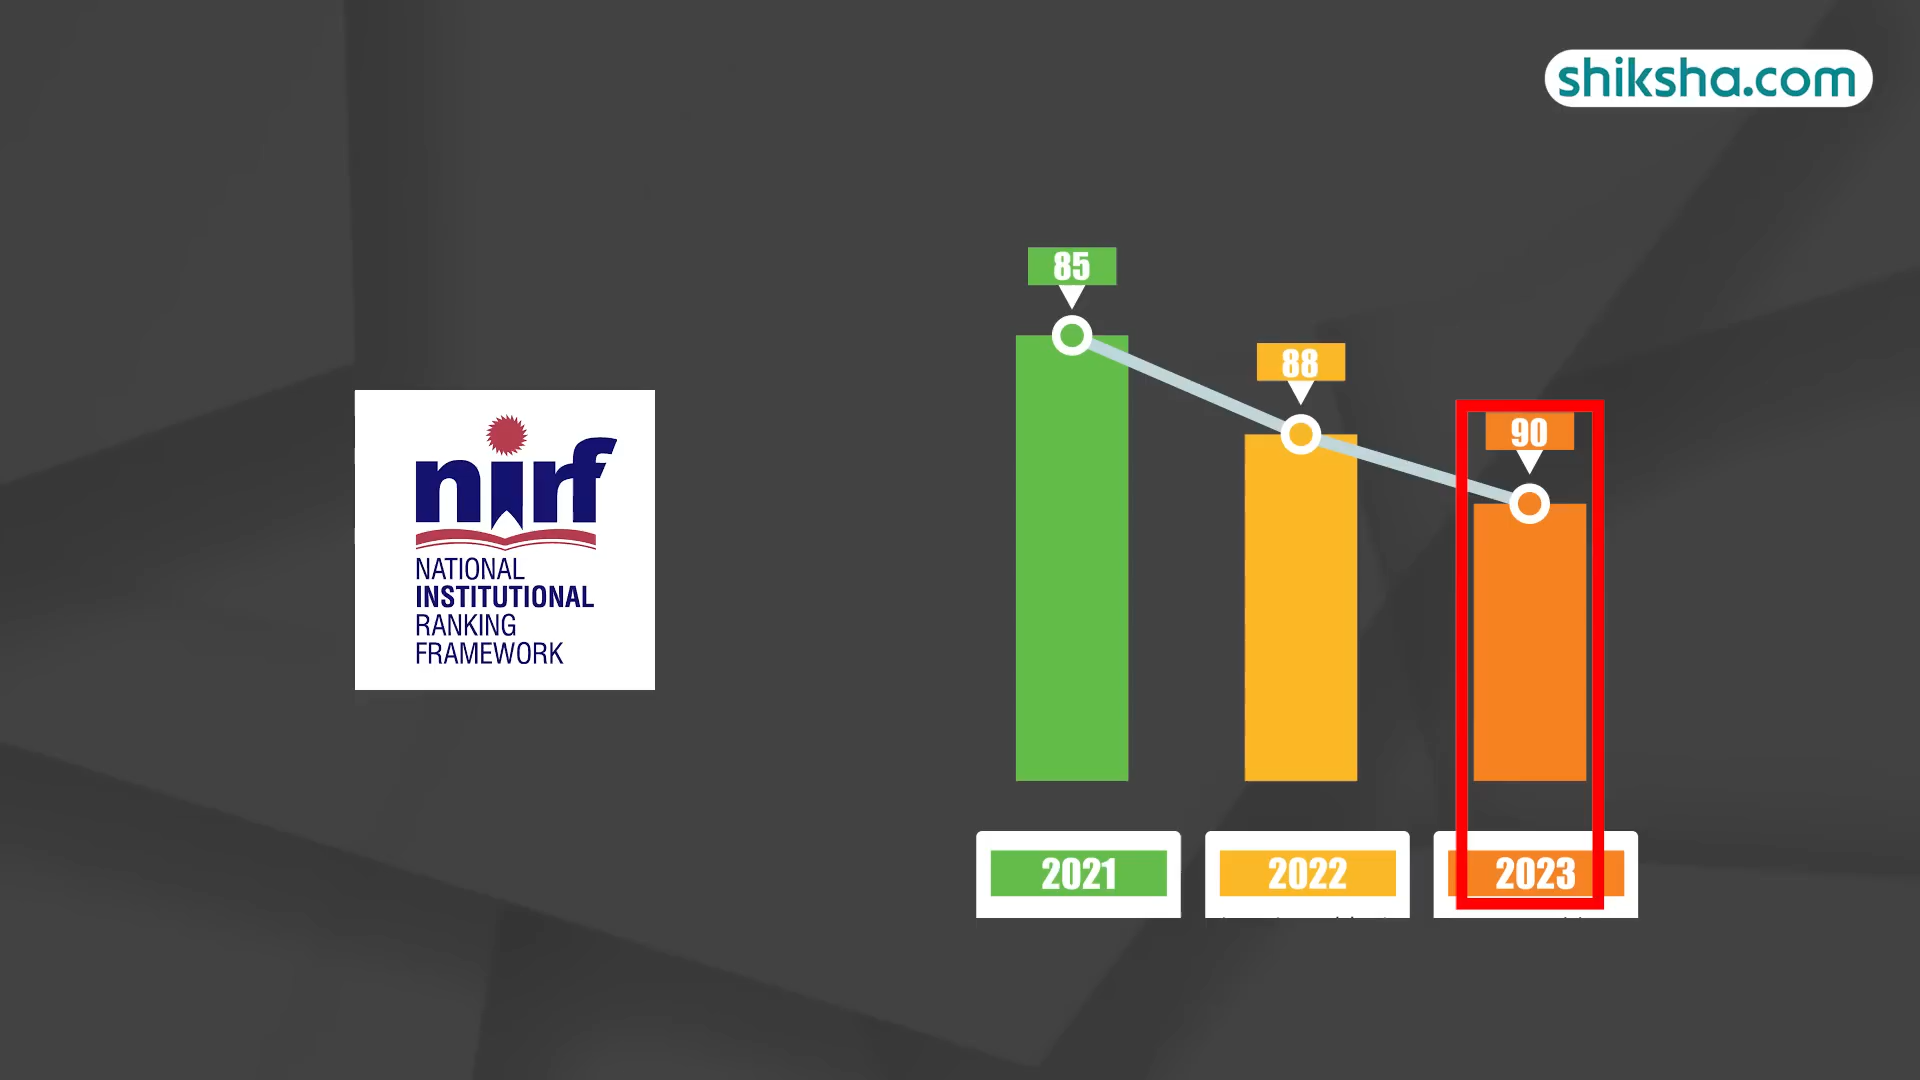 shiksha.com
85
88
90
nirf
NATIONAL
INSTITUTIONAL
RANKING
FRAMEWORK
2021
2022
2023